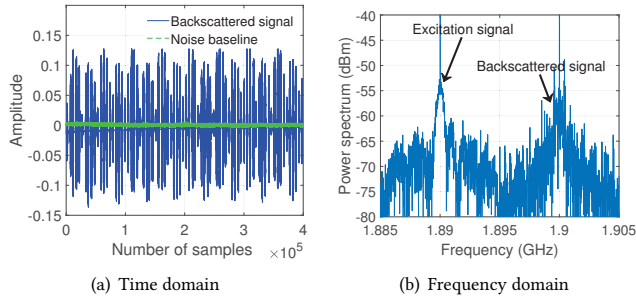 Backscattered signal
Noise baseline
Amplitude
0.15
0.1
0.05
0
-0.05
-0.1
-0.15
0 1 2 3 4
Number of samples ×10^5
(a) Time domain
Excitation signal
Backscattered signal
Power spectrum (dBm)
-40
-45
-50
-55
-60
-65
-70
-75
-80
1.885 1.89 1.895 1.9 1.905
Frequency (GHz)
(b) Frequency domain